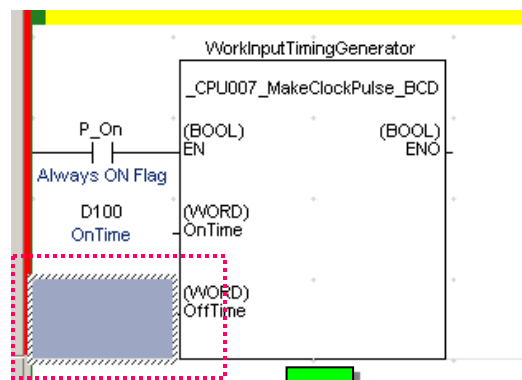 WorkInputTimingGenerator
_CPU007_MakeClockPulse_BCD
P_On
(BOOL)
(BOOL)
EN
ENO
Always ON Flag
D100
(WORD)
OnTime
OnTime
(WORD)
OffTime